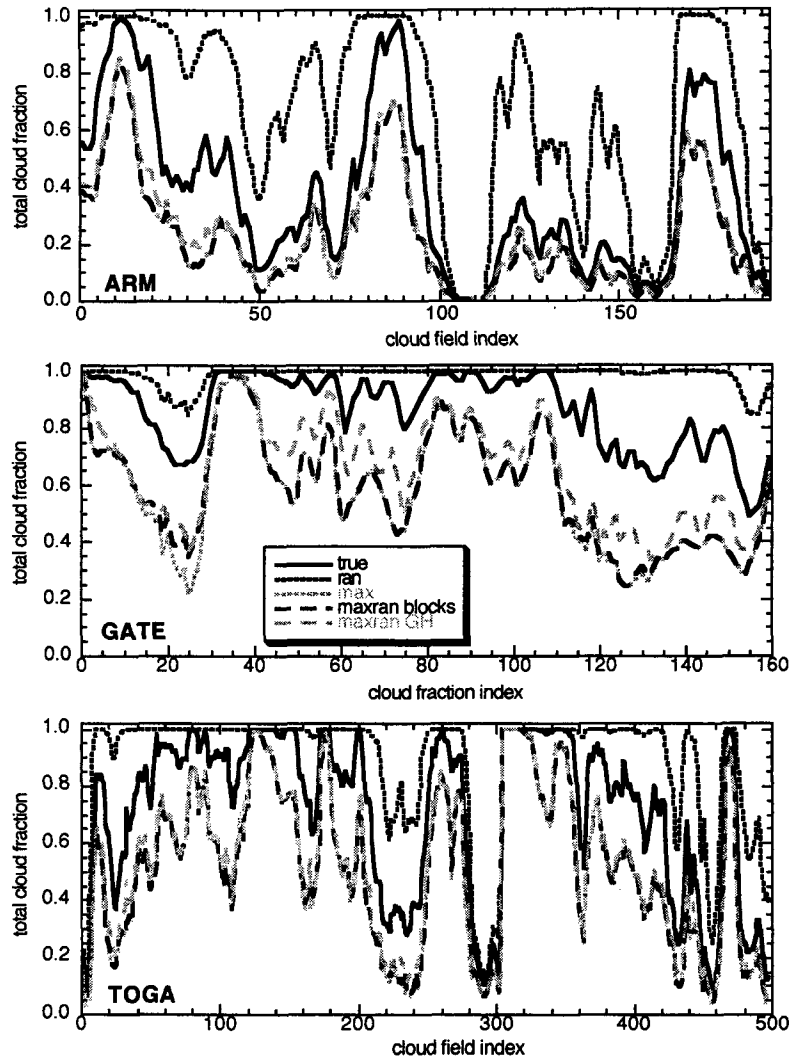 1.0
0.8
0.6
0.4
0.2
0.0
total cloud fraction
ARM
0
50
100
150
cloud field index
1.0
0.8
0.6
0.4
0.2
0.0
total cloud fraction
true
ran
max
maxran blocks
maxran GH
GATE
0
20
40
60
80
100
120
140
160
cloud fraction index
1.0
0.8
0.6
0.4
0.2
0.0
total cloud fraction
TOGA
0
100
200
300
400
500
cloud field index